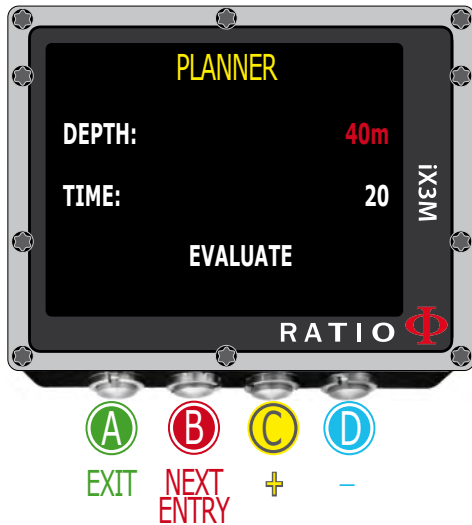 PLANNER
DEPTH: 40m
TIME: 20
EVALUATE
iX3M
RATIO
A B C D
EXIT NEXT ENTRY + −